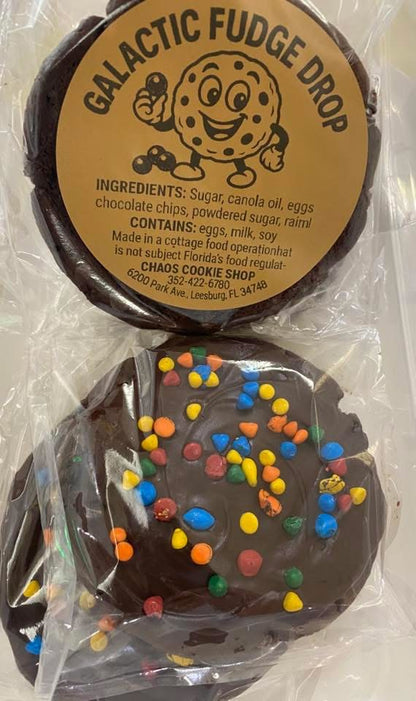 GALACTIC FUDGE DROP
INGREDIENTS: Sugar, canola oil, eggs
chocolate chips, powdered sugar, raiml
CONTAINS: eggs, milk, soy
Made in a cottage food operationhat
is not subject Florida's food regulat-
CHAOS COOKIE SHOP
352-422-6780
6200 Park Ave., Leesburg, FL 34748